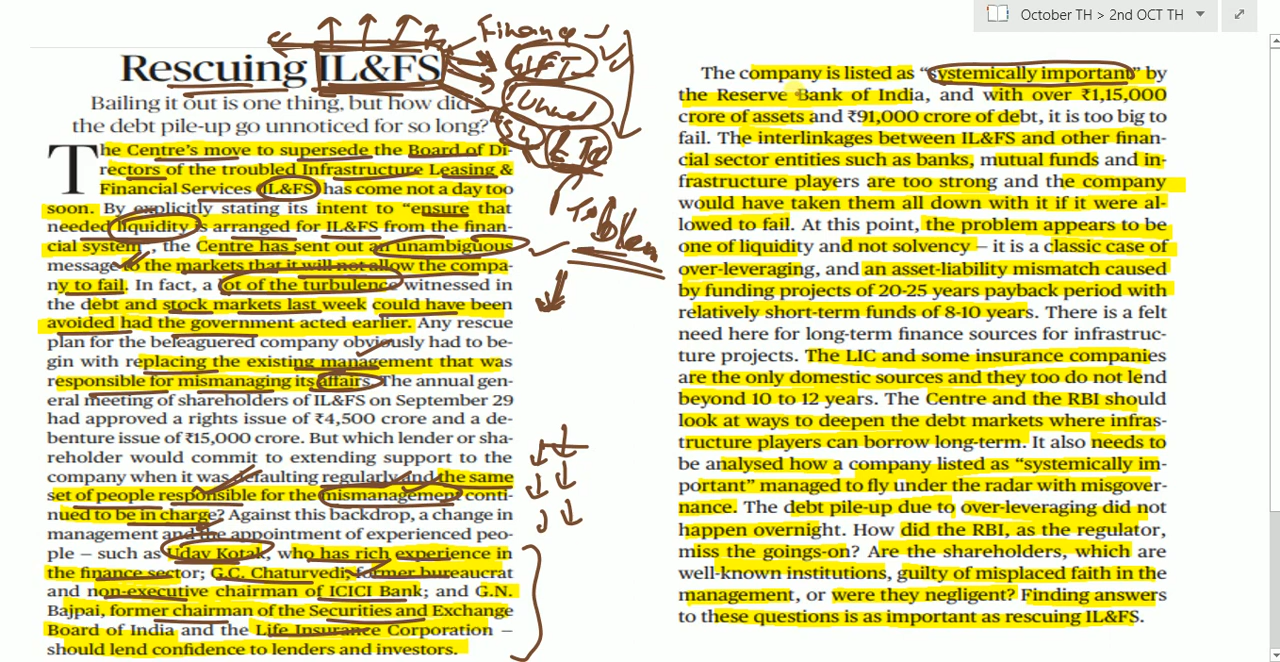 October TH > 2nd OCT TH
Rescuing IL&FS
Bailing it out is one thing, but how did
the debt pile-up go unnoticed for so long?
The Centre's move to supersede the Board of Di-
rectors of the troubled Infrastructure Leasing &
Financial Services (IL&FS) has come not a day too
soon. By explicitly stating its intent to “ensure that
needed liquidity is arranged for IL&FS from the finan-
cial system”, the Centre has sent out an unambiguous
message to the markets that it will not allow the compa-
ny to fail. In fact, a lot of the turbulence witnessed in
the debt and stock markets last week could have been
avoided had the government acted earlier. Any rescue
plan for the beleaguered company obviously had to be-
gin with replacing the existing management that was
responsible for mismanaging its affairs. The annual gen-
eral meeting of shareholders of IL&FS on September 29
had approved a rights issue of ₹4,500 crore and a de-
benture issue of ₹15,000 crore. But which lender or sha-
reholder would commit to extending support to the
company when it was defaulting regularly and the same
set of people responsible for the mismanagement conti-
nued to be in charge? Against this backdrop, a change in
management and the appointment of experienced peo-
ple – such as Uday Kotak, who has rich experience in
the finance sector; G.C. Chaturvedi, former bureaucrat
and non-executive chairman of ICICI Bank; and G.N.
Bajpai, former chairman of the Securities and Exchange
Board of India and the Life Insurance Corporation –
should lend confidence to lenders and investors.
Finance
Problem
The company is listed as “systemically important” by
the Reserve Bank of India, and with over ₹1,15,000
crore of assets and ₹91,000 crore of debt, it is too big to
fail. The interlinkages between IL&FS and other finan-
cial sector entities such as banks, mutual funds and in-
frastructure players are too strong and the company
would have taken them all down with it if it were al-
lowed to fail. At this point, the problem appears to be
one of liquidity and not solvency – it is a classic case of
over-leveraging, and an asset-liability mismatch caused
by funding projects of 20-25 years payback period with
relatively short-term funds of 8-10 years. There is a felt
need here for long-term finance sources for infrastruc-
ture projects. The LIC and some insurance companies
are the only domestic sources and they too do not lend
beyond 10 to 12 years. The Centre and the RBI should
look at ways to deepen the debt markets where infras-
tructure players can borrow long-term. It also needs to
be analysed how a company listed as “systemically im-
portant” managed to fly under the radar with misgover-
nance. The debt pile-up due to over-leveraging did not
happen overnight. How did the RBI, as the regulator,
miss the goings-on? Are the shareholders, which are
well-known institutions, guilty of misplaced faith in the
management, or were they negligent? Finding answers
to these questions is as important as rescuing IL&FS.